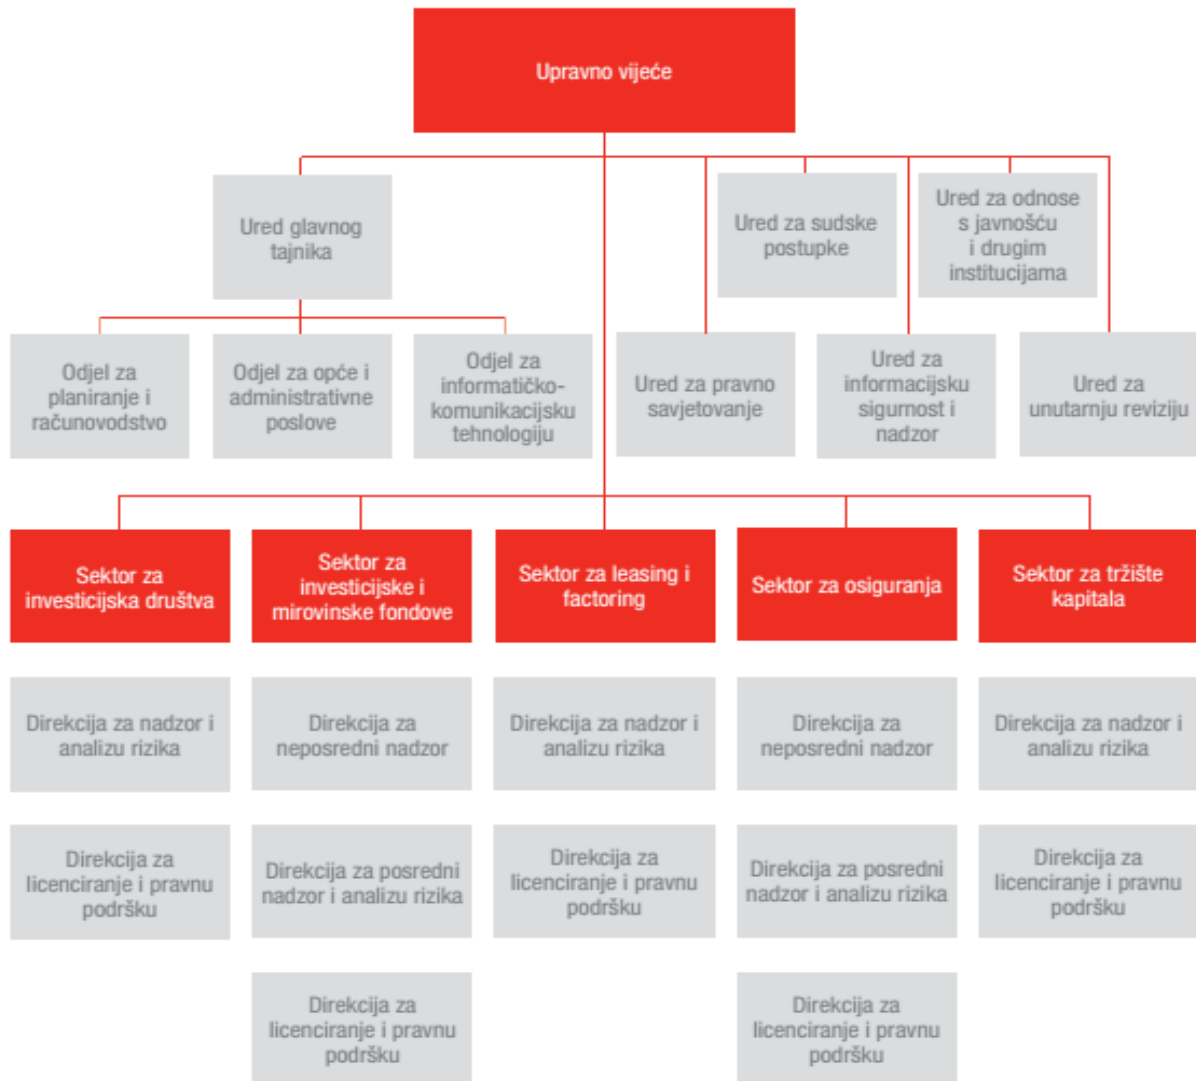 Upravno vijeće
Ured glavnog
tajnika
Ured za sudske
postupke
Ured za odnose
s javnošću
i drugim
institucijama
Odjel za
planiranje i
računovodstvo
Odjel za opće i
administrativne
poslove
Odjel za
informatičko-
komunikacijsku
tehnologiju
Ured za pravno
savjetovanje
Ured za
informacijsku
sigurnost i
nadzor
Ured za
unutarnju reviziju
Sektor za
investicijska društva
Sektor za
investicijske i
mirovinske fondove
Sektor za leasing i
factoring
Sektor za osiguranja
Sektor za tržište
kapitala
Direkcija za nadzor i
analizu rizika
Direkcija za
neposredni nadzor
Direkcija za nadzor i
analizu rizika
Direkcija za
neposredni nadzor
Direkcija za nadzor i
analizu rizika
Direkcija za
licenciranje i pravnu
podršku
Direkcija za posredni
nadzor i analizu rizika
Direkcija za
licenciranje i pravnu
podršku
Direkcija za posredni
nadzor i analizu rizika
Direkcija za
licenciranje i pravnu
podršku
Direkcija za
licenciranje i pravnu
podršku
Direkcija za
licenciranje i pravnu
podršku